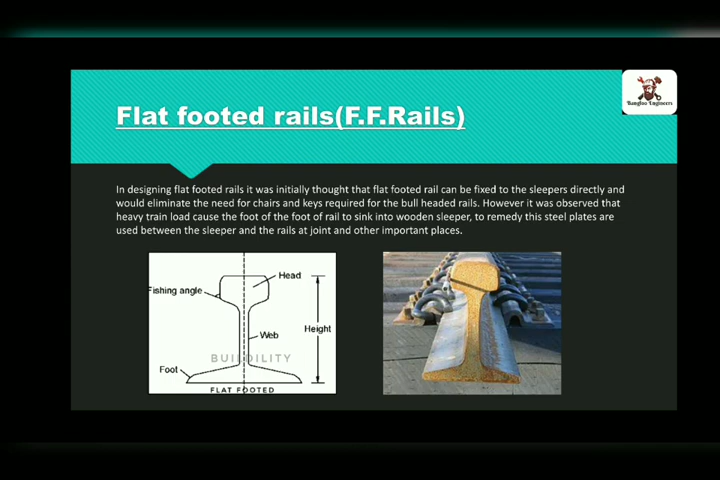 Flat footed rails(F.F.Rails)
Bangloo Engineers
In designing flat footed rails it was initially thought that flat footed rail can be fixed to the sleepers directly and
would eliminate the need for chairs and keys required for the bull headed rails. However it was observed that
heavy train load cause the foot of the foot of rail to sink into wooden sleeper, to remedy this steel plates are
used between the sleeper and the rails at joint and other important places.
Head
Fishing angle
Height
Web
BUILDILITY
Foot
FLAT FOOTED